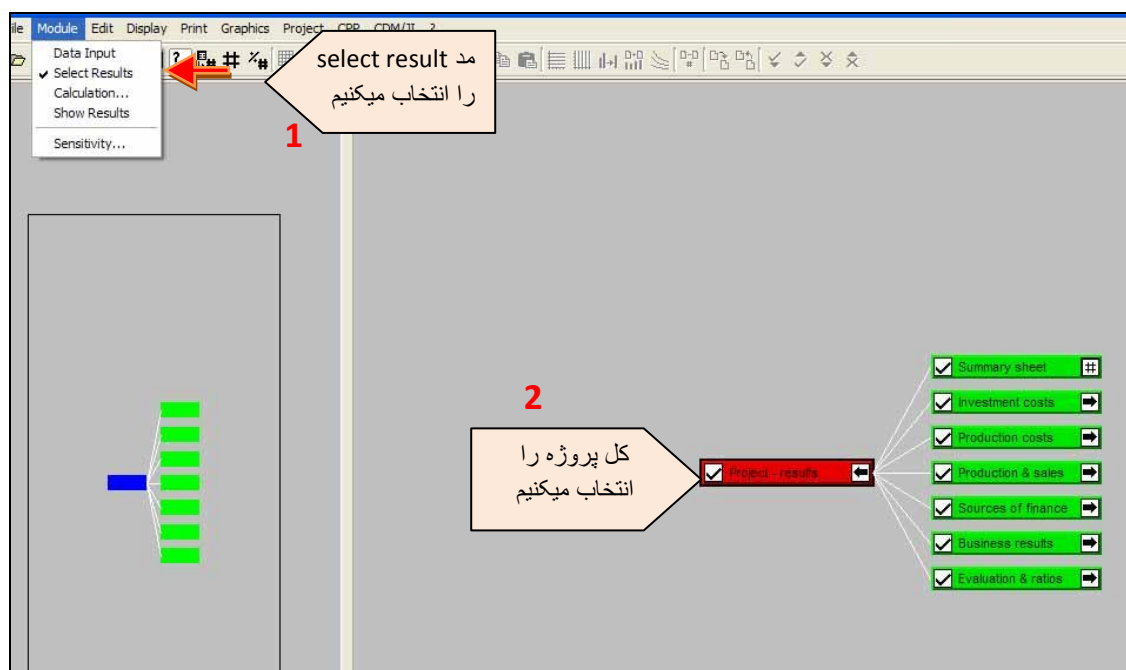 ile Module Edit Display Print Graphics Project CPP CDM/JI ?
Data Input
Select Results
Calculation...
Show Results
Sensitivity...
مد select result
را انتخاب میکنیم
1
2
کل پروژه را
انتخاب میکنیم
Project - results
Summary sheet
Investment costs
Production costs
Production & sales
Sources of finance
Business results
Evaluation & ratios